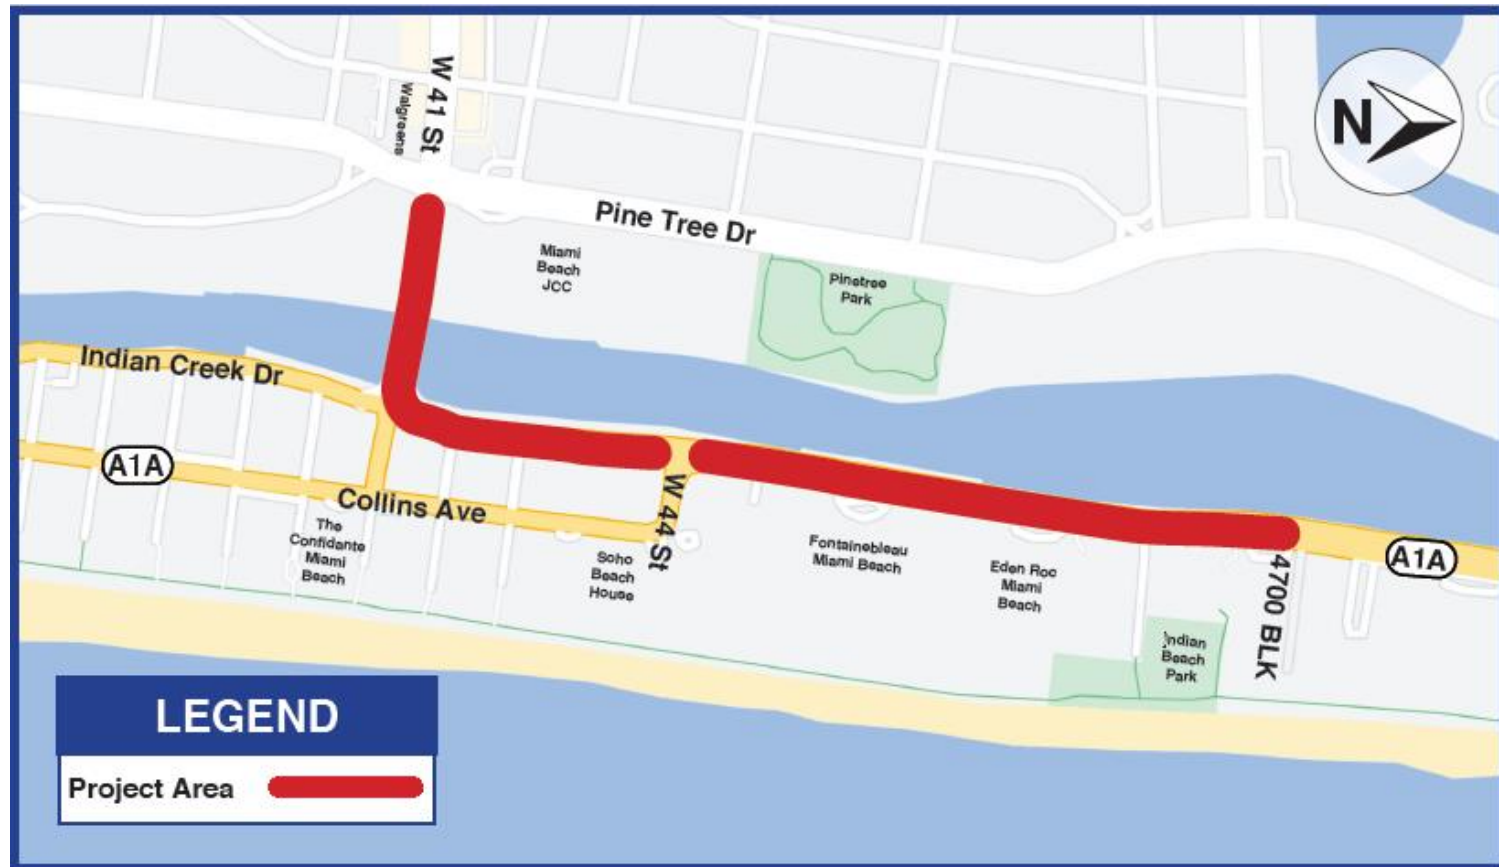 W 41 St
Walgreens
N
Pine Tree Dr
Miami
Beach
JCC
Pinetree
Park
Indian Creek Dr
A1A
Collins Ave
The
Confidante
Miami
Beach
W 44 St
Soho
Beach
House
Fontainebleau
Miami Beach
Eden Roc
Miami
Beach
A1A
4700 BLK
Indian
Beach
Park
LEGEND
Project Area